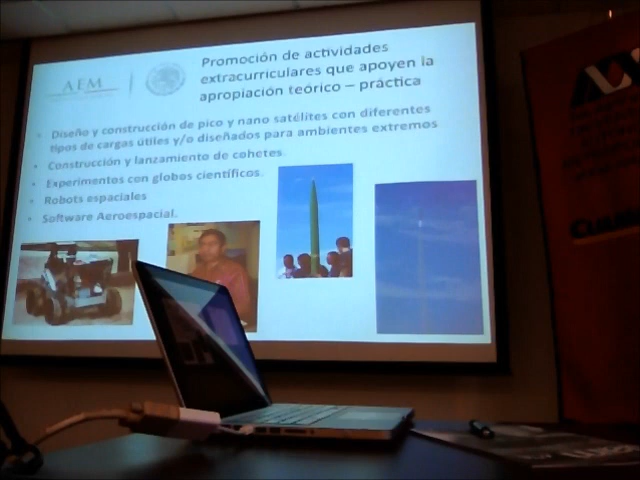 AEM
Promoción de actividades
extracurriculares que apoyen la
apropiación teórico – práctica
• Diseño y construcción de pico y nano satélites con diferentes
tipos de cargas útiles y/o diseñados para ambientes extremos
• Construcción y lanzamiento de cohetes.
• Experimentos con globos científicos.
• Robots espaciales
• Software Aeroespacial.